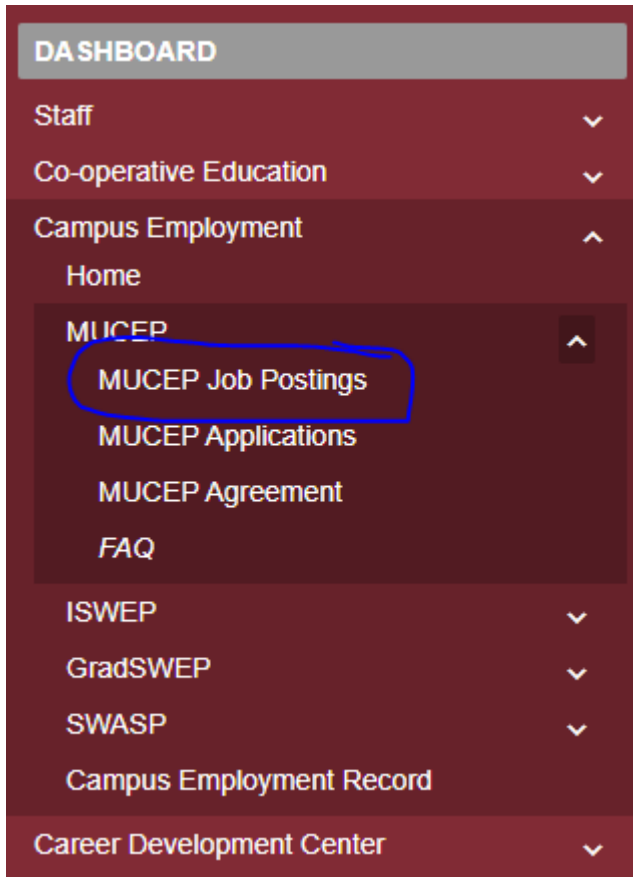 DASHBOARD
Staff
Co-operative Education
Campus Employment
Home
MUCEP
MUCEP Job Postings
MUCEP Applications
MUCEP Agreement
FAQ
ISWEP
GradSWEP
SWASP
Campus Employment Record
Career Development Center